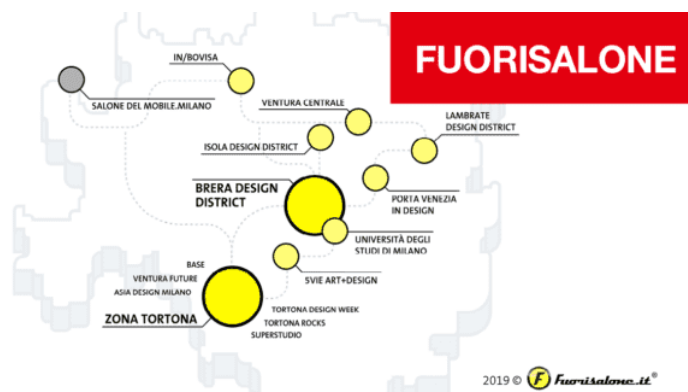 FUORISALONE
IN/BOVISA
SALONE DEL MOBILE.MILANO
VENTURA CENTRALE
LAMBRATE
DESIGN DISTRICT
ISOLA DESIGN DISTRICT
BRERA DESIGN
DISTRICT
PORTA VENEZIA
IN DESIGN
UNIVERSITÀ DEGLI
STUDI DI MILANO
5VIE ART+DESIGN
BASE
VENTURA FUTURE
ASIA DESIGN MILANO
ZONA TORTONA
TORTONA DESIGN WEEK
TORTONA ROCKS
SUPERSTUDIO
2019 © F Fuorisalone.it®